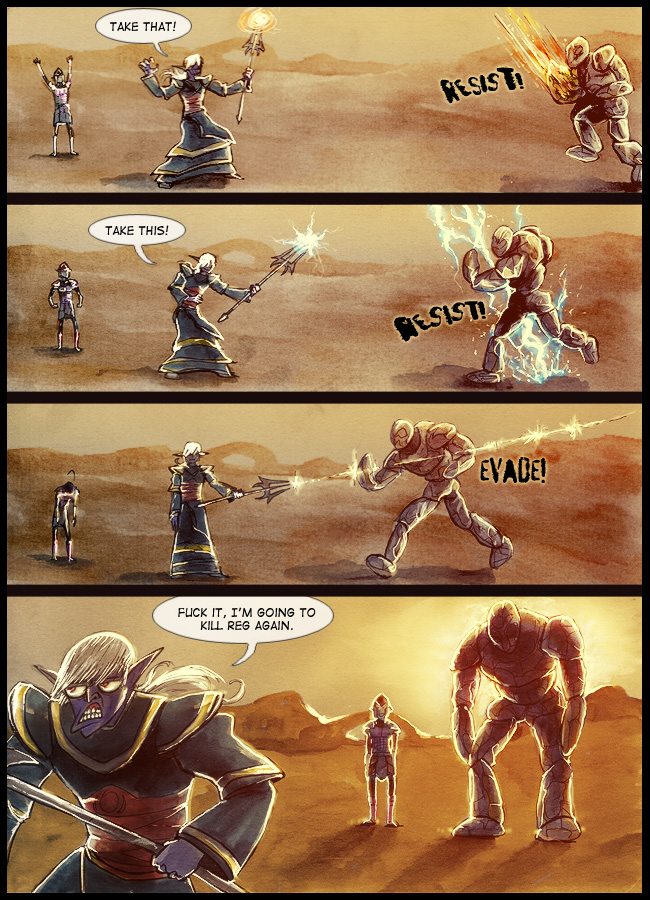 TAKE THAT!
RESIST!
TAKE THIS!
RESIST!
EVADE!
FUCK IT, I'M GOING TO
KILL REG AGAIN.